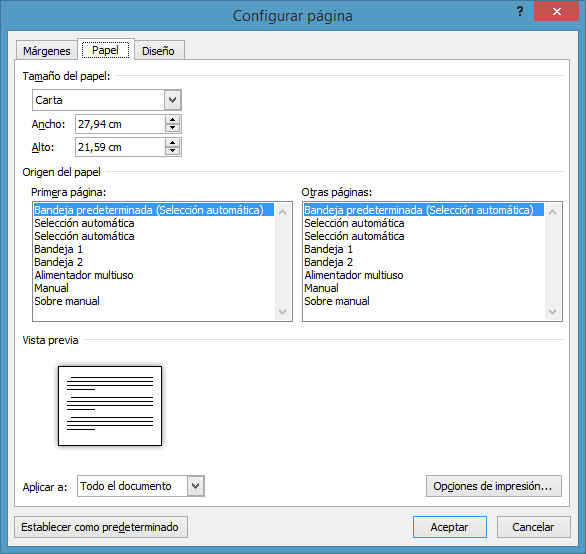 Configurar página
? ×
Márgenes Papel Diseño
Tamaño del papel:
Carta
Ancho: 27,94 cm
Alto: 21,59 cm
Origen del papel
Primera página:
Bandeja predeterminada (Selección automática)
Selección automática
Selección automática
Bandeja 1
Bandeja 2
Alimentador multiuso
Manual
Sobre manual
Otras páginas:
Bandeja predeterminada (Selección automática)
Selección automática
Selección automática
Bandeja 1
Bandeja 2
Alimentador multiuso
Manual
Sobre manual
Vista previa
Aplicar a: Todo el documento
Opciones de impresión...
Establecer como predeterminado
Aceptar
Cancelar